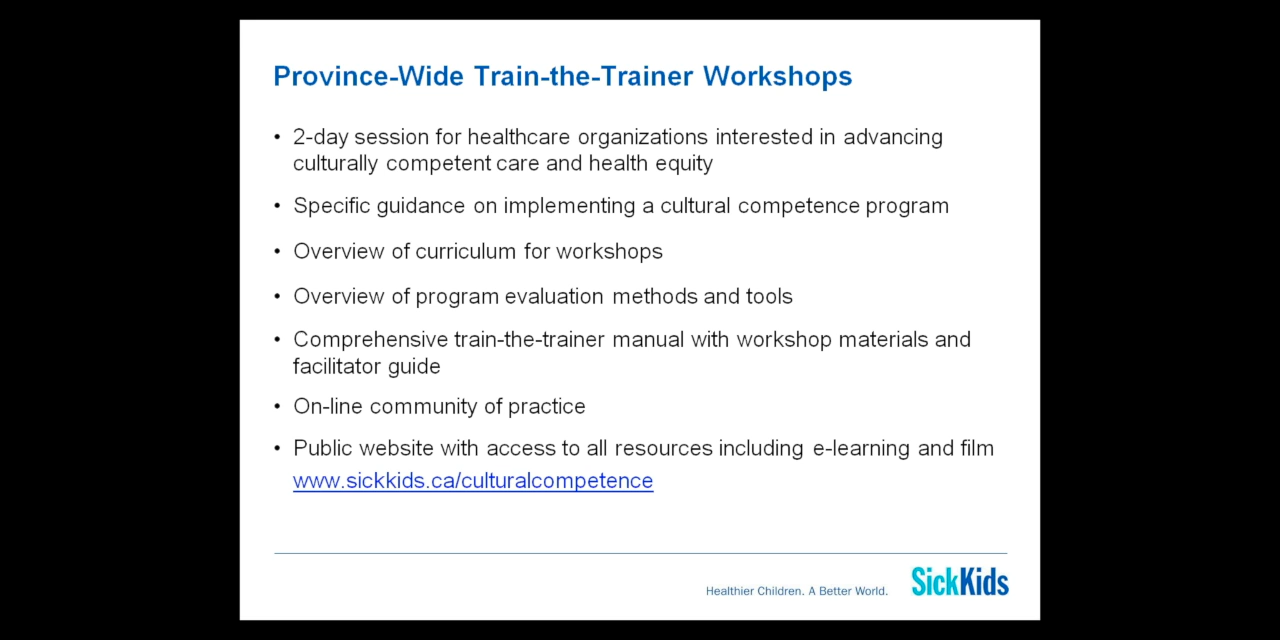 Province-Wide Train-the-Trainer Workshops
• 2-day session for healthcare organizations interested in advancing
culturally competent care and health equity
• Specific guidance on implementing a cultural competence program
• Overview of curriculum for workshops
• Overview of program evaluation methods and tools
• Comprehensive train-the-trainer manual with workshop materials and
facilitator guide
• On-line community of practice
• Public website with access to all resources including e-learning and film
www.sickkids.ca/culturalcompetence
Healthier Children. A Better World.
SickKids